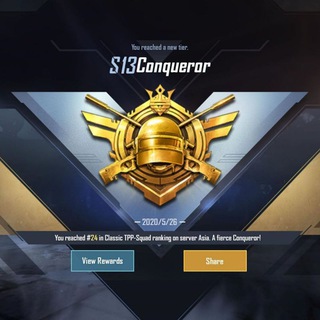 You reached a new tier.
S13Conqueror
2020/5/26
You reached #24 in Classic TPP-Squad ranking on server Asia. A fierce Conqueror!
View Rewards
Share